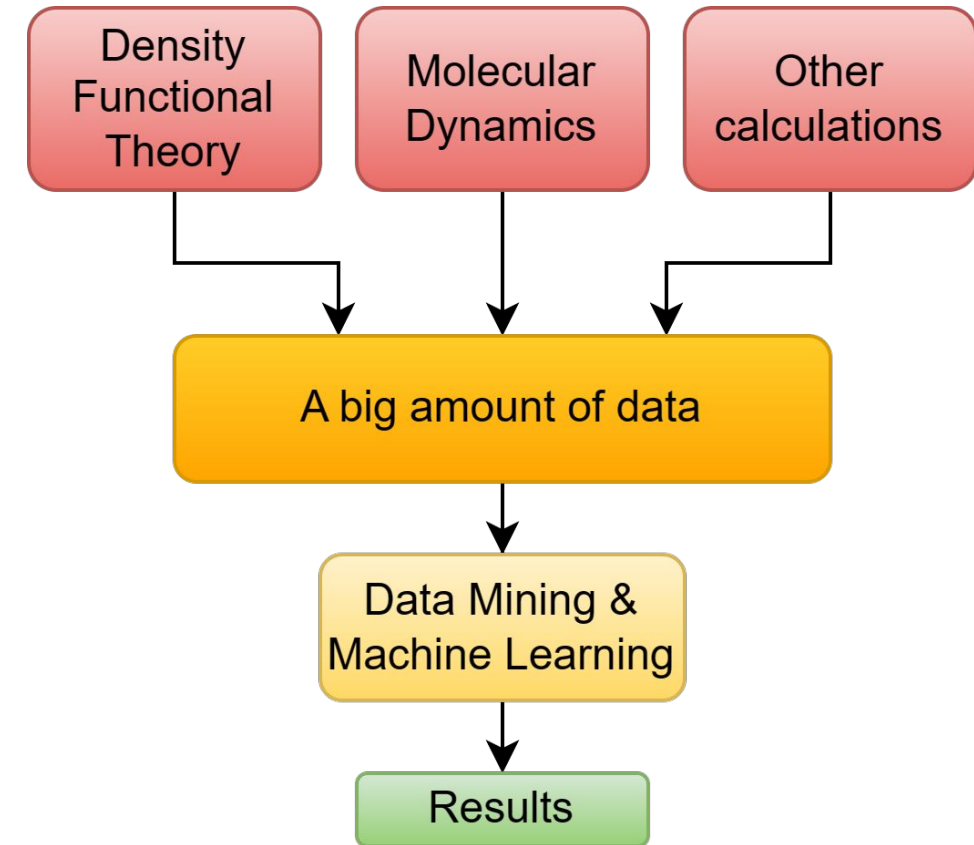 Density
Functional
Theory
Molecular
Dynamics
Other
calculations
A big amount of data
Data Mining &
Machine Learning
Results